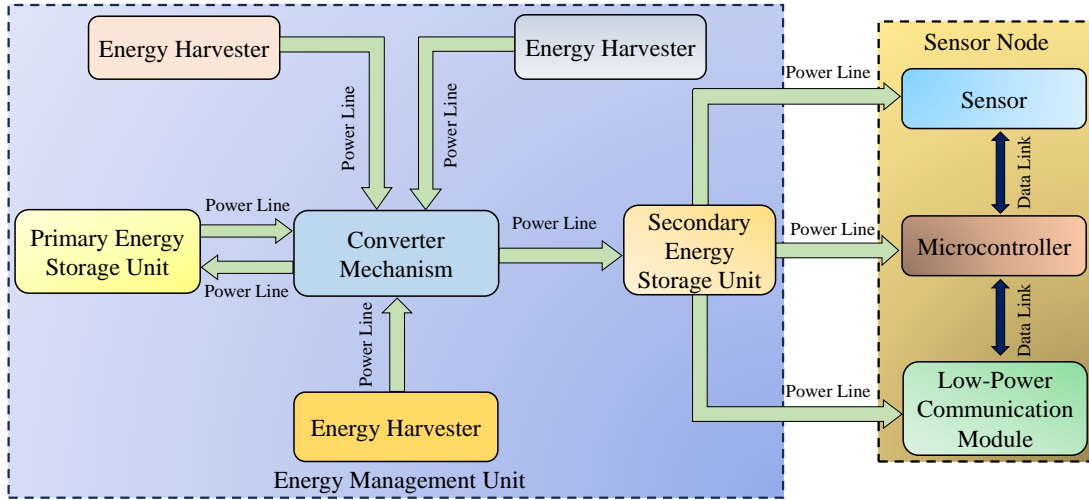 Energy Harvester
Energy Harvester
Sensor Node
Power Line
Sensor
Power Line
Power Line
Data Link
Power Line
Primary Energy
Storage Unit
Converter
Mechanism
Power Line
Secondary
Energy
Storage Unit
Power Line
Microcontroller
Power Line
Power Line
Data Link
Power Line
Low-Power
Communication
Module
Energy Harvester
Energy Management Unit